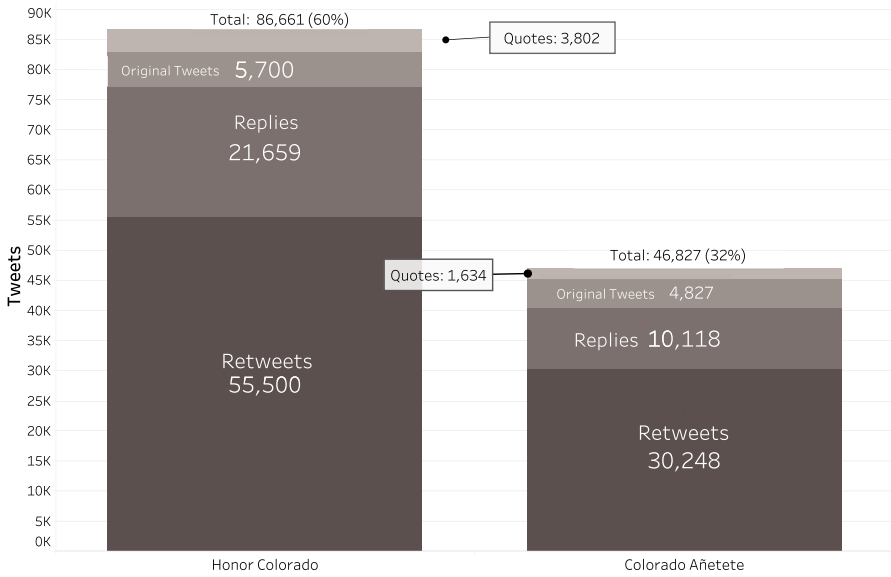 Tweets
90K
85K
80K
75K
70K
65K
60K
55K
50K
45K
40K
35K
30K
25K
20K
15K
10K
5K
0K
Total: 86,661 (60%)
Quotes: 3,802
Original Tweets 5,700
Replies
21,659
Retweets
55,500
Total: 46,827 (32%)
Quotes: 1,634
Original Tweets 4,827
Replies 10,118
Retweets
30,248
Honor Colorado
Colorado Añetete